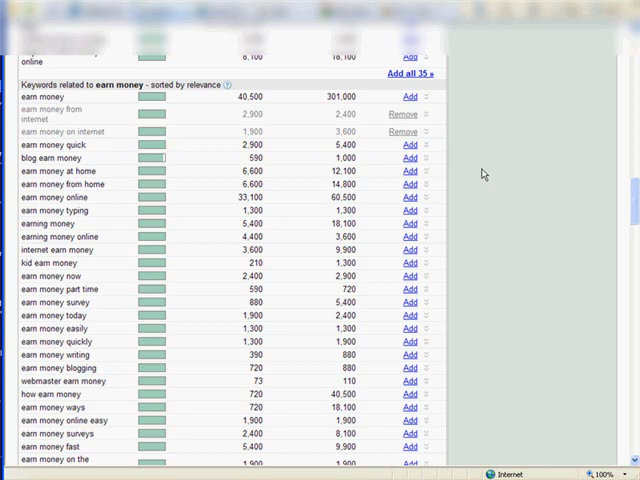 online 8,100 18,100
Add all 35 »
Keywords related to earn money - sorted by relevance ?
earn money 40,500 301,000 Add
earn money from internet 2,900 2,400 Remove
earn money on internet 1,900 3,600 Remove
earn money quick 2,900 5,400 Add
blog earn money 590 1,000 Add
earn money at home 6,600 12,100 Add
earn money from home 6,600 14,800 Add
earn money online 33,100 60,500 Add
earn money typing 1,300 1,300 Add
earning money 5,400 18,100 Add
earning money online 4,400 3,600 Add
internet earn money 3,600 9,900 Add
kid earn money 210 1,300 Add
earn money now 2,400 2,900 Add
earn money part time 590 720 Add
earn money survey 880 5,400 Add
earn money today 1,900 2,400 Add
earn money easily 1,300 1,300 Add
earn money quickly 1,300 1,900 Add
earn money writing 390 880 Add
earn money blogging 720 880 Add
webmaster earn money 73 110 Add
how earn money 720 40,500 Add
earn money ways 720 18,100 Add
earn money online easy 1,900 1,900 Add
earn money surveys 2,400 8,100 Add
earn money fast 5,400 9,900 Add
earn money on the 1,900 1,900 Add
Internet 100%